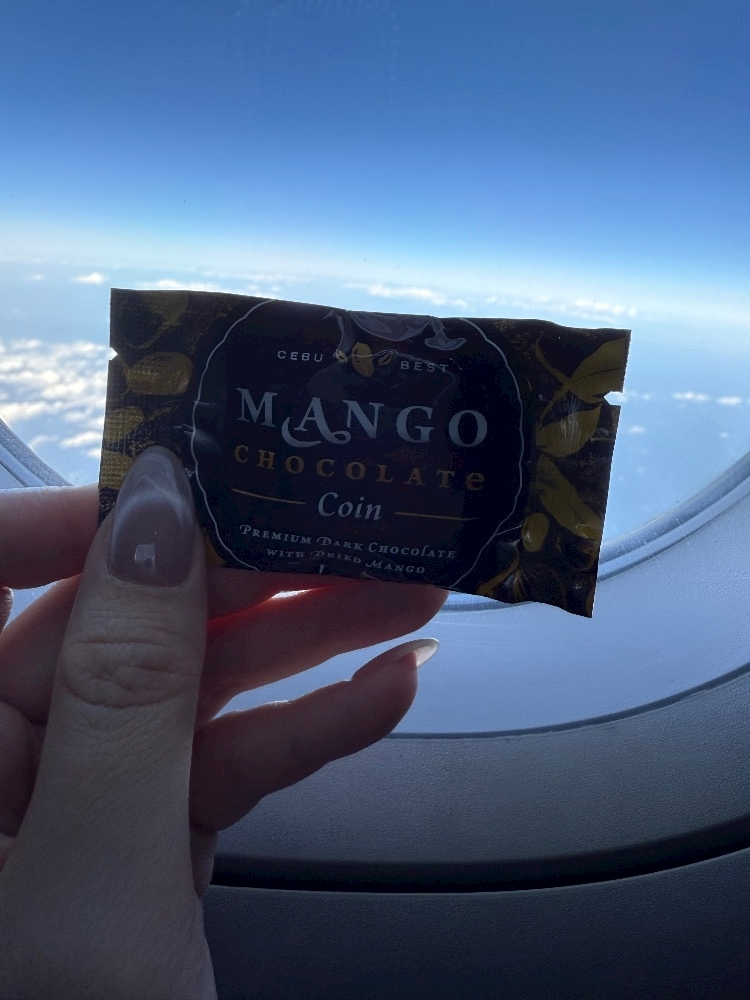 CEBU BEST
MANGO
CHOCOLATe
Coin
PREMIUM DARK CHOCOLATE
WITH DRIED MANGO